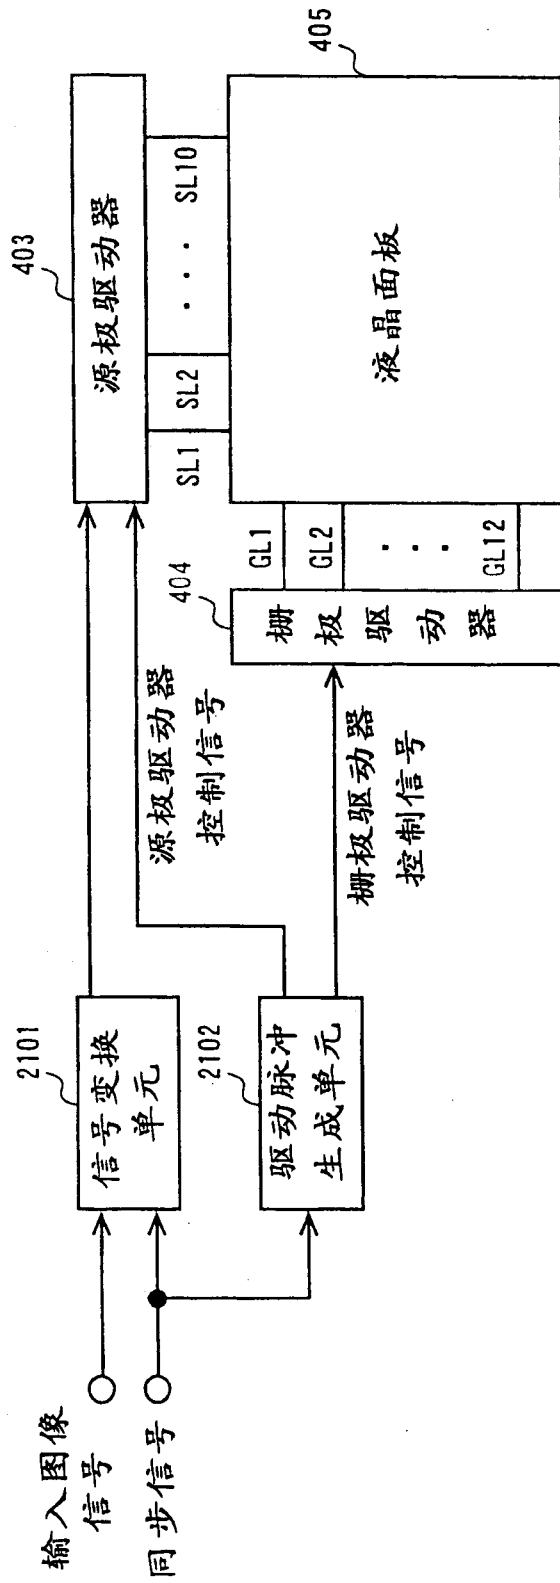 输入图像
信号
同步信号
2101
信号变换
单元
2102
驱动脉冲
生成单元
源极驱动器
控制信号
栅极驱动器
控制信号
403
源极驱动器
404
栅极驱动器
SL1
SL2
· · ·
SL10
GL1
GL2
· · ·
GL12
405
液晶面板